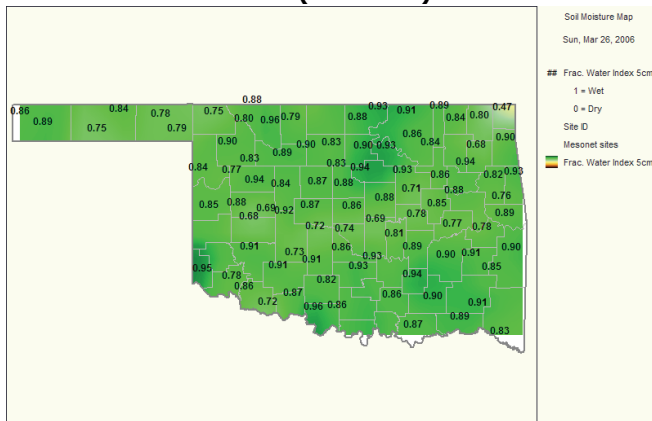 Soil Moisture Map
Sun, Mar 26, 2006
## Frac. Water Index 5cm
1 = Wet
0 = Dry
Site ID
Mesonet sites
Frac. Water Index 5cm
0.88
0.86 0.84 0.78 0.75 0.80 0.96 0.79 0.88 0.93 0.91 0.89 0.84 0.80 0.47
0.89 0.75 0.79 0.90 0.83 0.89 0.90 0.83 0.90 0.93 0.86 0.84 0.68 0.90
0.84 0.77 0.94 0.84 0.87 0.83 0.88 0.94 0.93 0.71 0.86 0.88 0.94 0.82 0.93
0.85 0.88 0.68 0.69 0.92 0.87 0.86 0.88 0.78 0.85 0.77 0.78 0.76 0.89
0.72 0.74 0.69 0.81
0.91 0.73 0.91 0.86 0.93 0.93 0.89 0.90 0.91 0.90
0.95 0.78 0.91 0.82 0.94 0.85
0.86 0.72 0.87 0.96 0.86 0.86 0.90 0.91
0.87 0.89 0.83